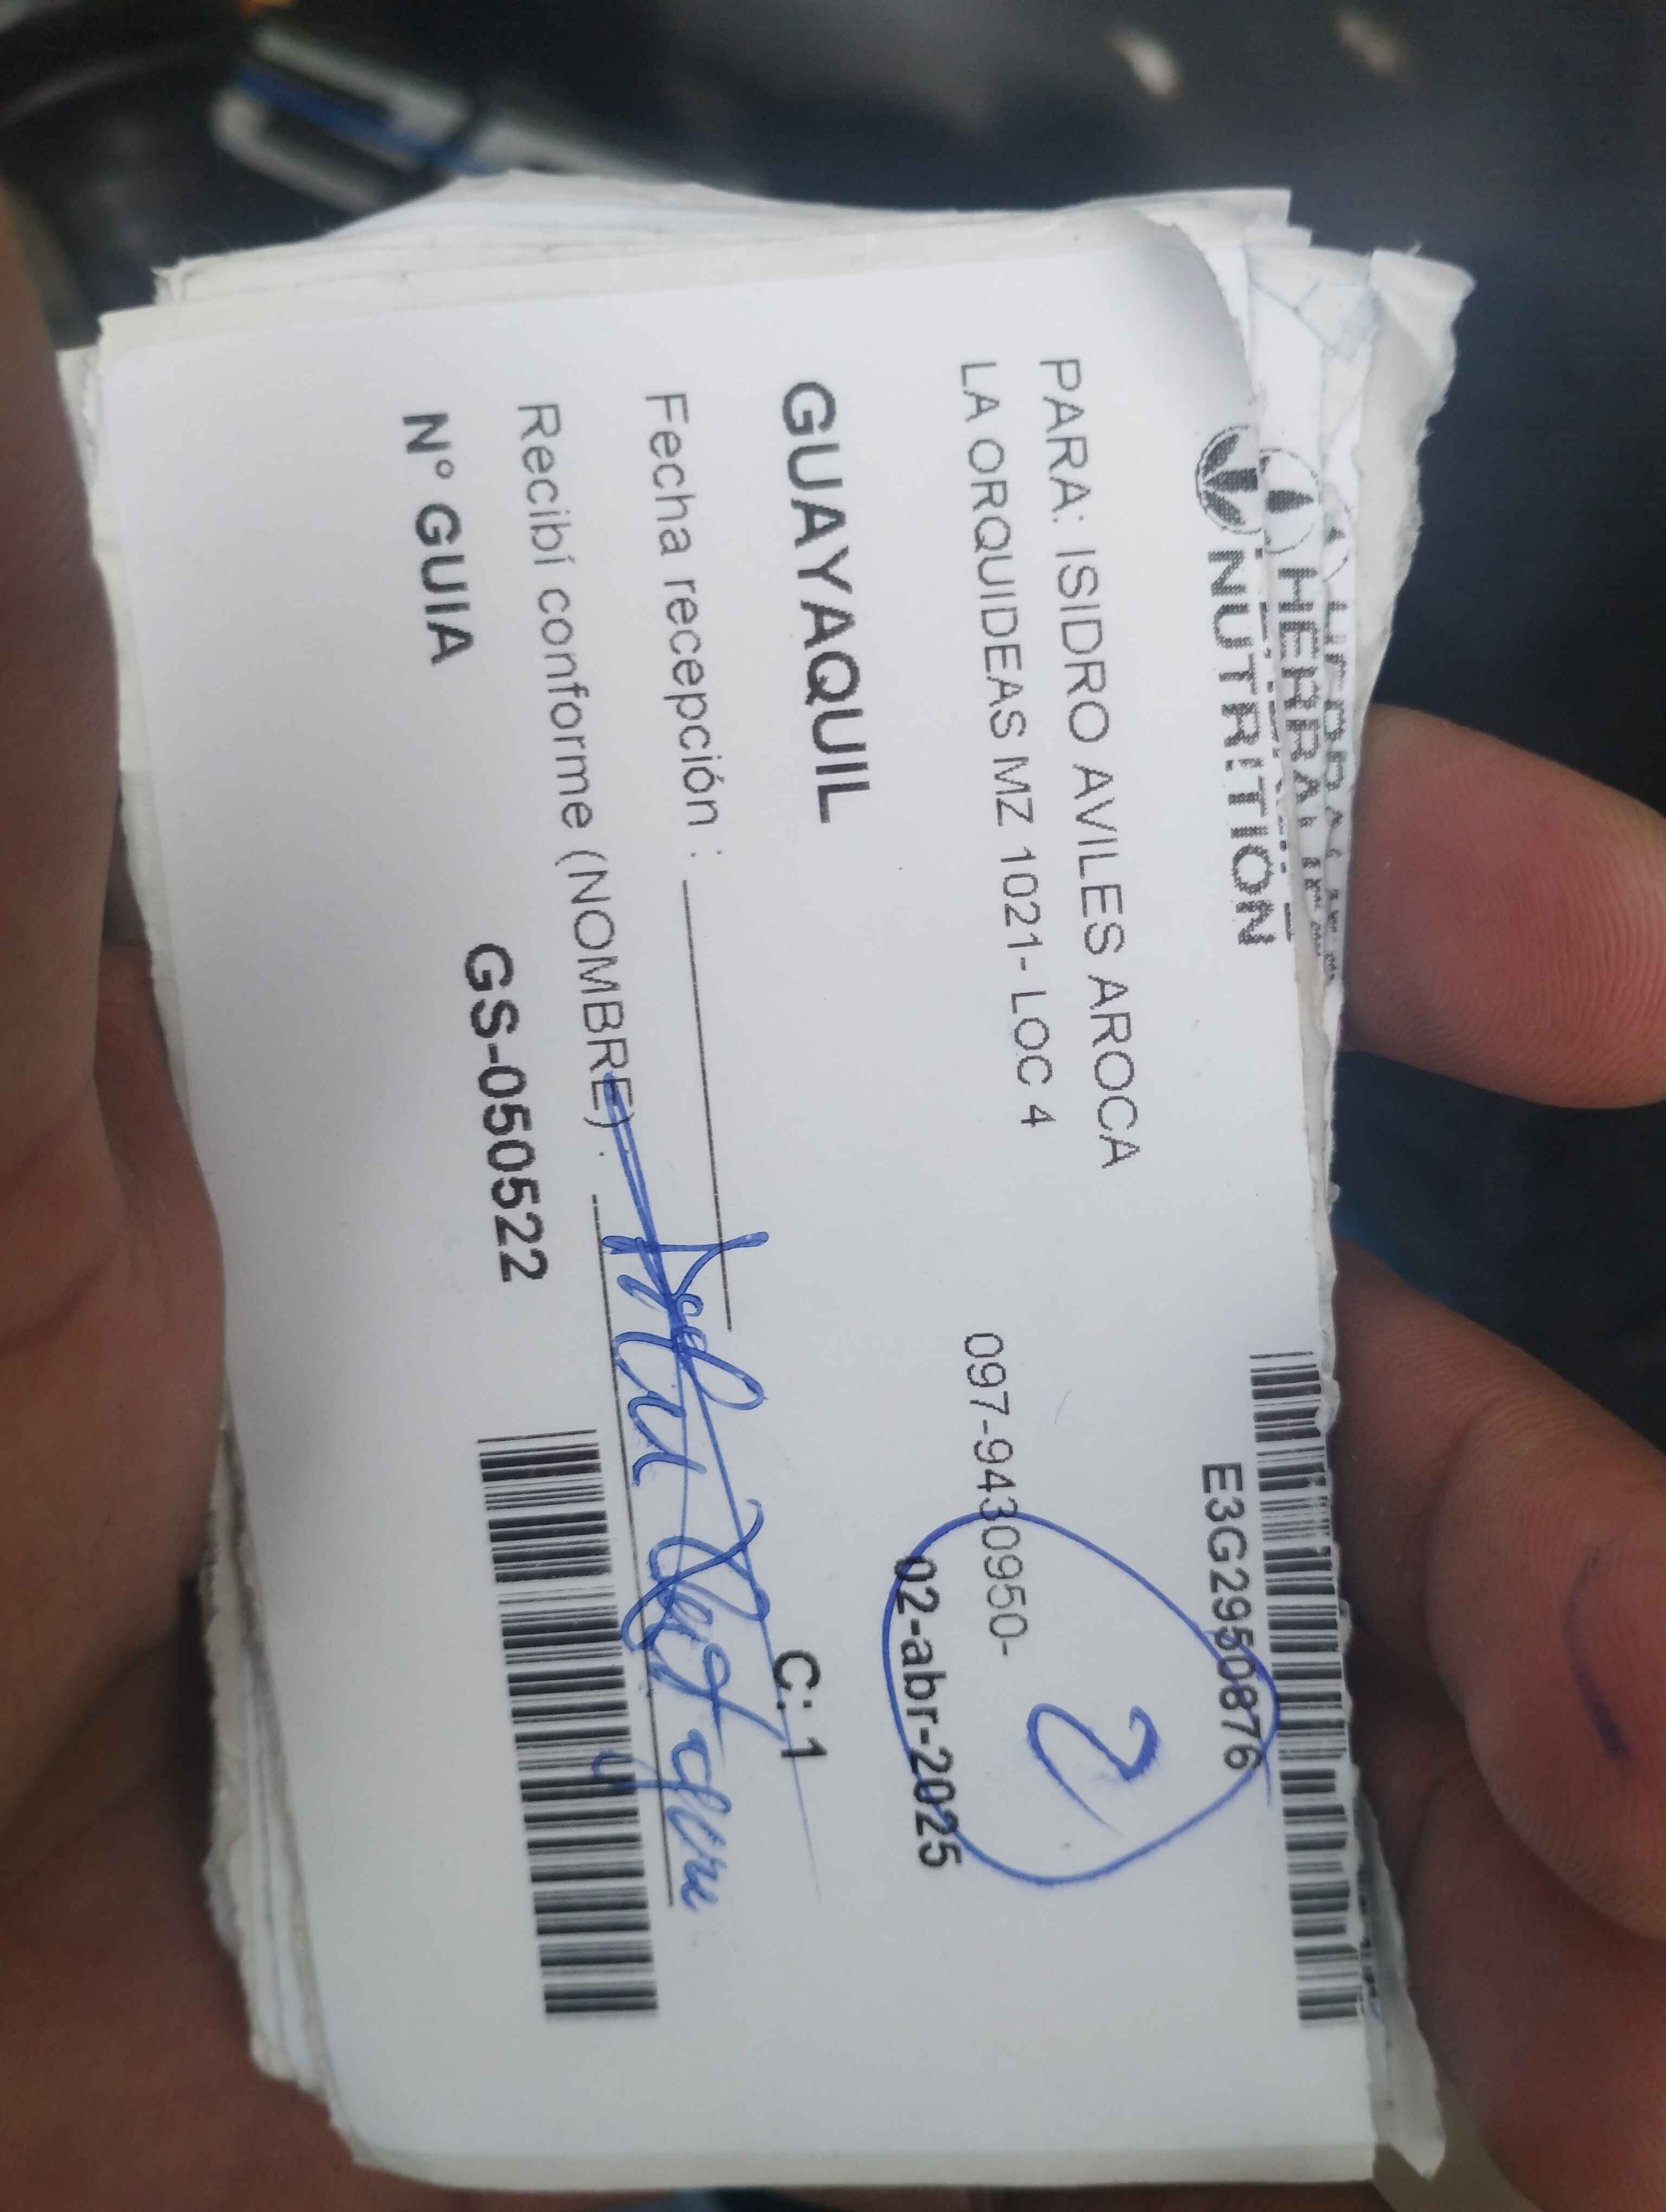 HERBALIFE
NUTRITION
E3G2950876
PARA: ISIDRO AVILES AROCA
LA ORQUIDEAS MZ 1021- LOC 4
097-9430950-
2
02-abr-2025
GUAYAQUIL
C: 1
Fecha recepción :
Recibí conforme (NOMBRE) :
Nº GUIA
GS-050522